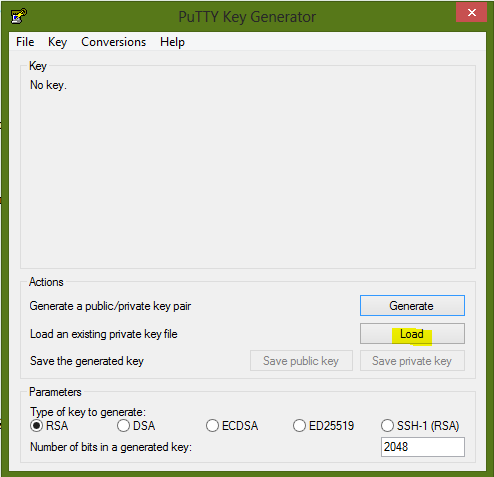 PuTTY Key Generator
File Key Conversions Help
Key
No key.
Actions
Generate a public/private key pair Generate
Load an existing private key file Load
Save the generated key Save public key Save private key
Parameters
Type of key to generate:
RSA DSA ECDSA ED25519 SSH-1 (RSA)
Number of bits in a generated key: 2048